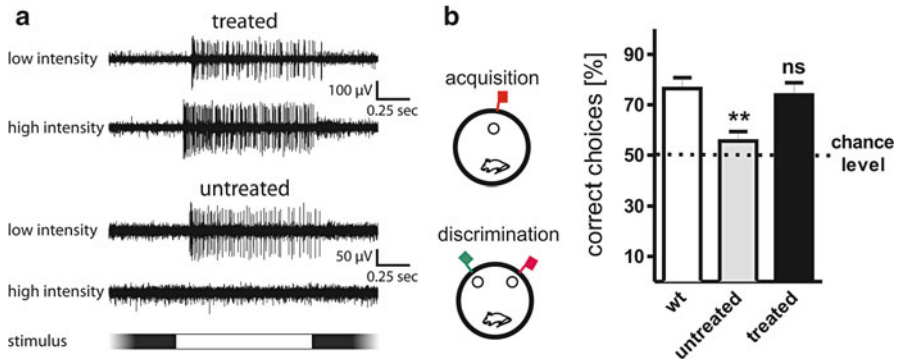 a
treated
low intensity
100 µV
0.25 sec
high intensity
untreated
low intensity
50 µV
0.25 sec
high intensity
stimulus
b
acquisition
discrimination
correct choices [%]
90
70
50
30
10
**
ns
chance
level
wt
untreated
treated